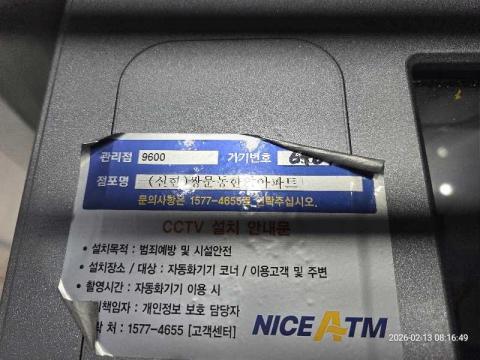 관리점 9600 기기번호
점포명 (신한)쌍문동한 아파트
문의사항은 1577-4655로 연락주십시오.
CCTV 설치 안내문
• 설치목적 : 범죄예방 및 시설안전
• 설치장소 / 대상 : 자동화기기 코너 / 이용고객 및 주변
• 촬영시간 : 자동화기기 이용 시
책임자 : 개인정보 보호 담당자
락 처 : 1577-4655 [고객센터]
NICE ATM
2026-02-13 08:16:49